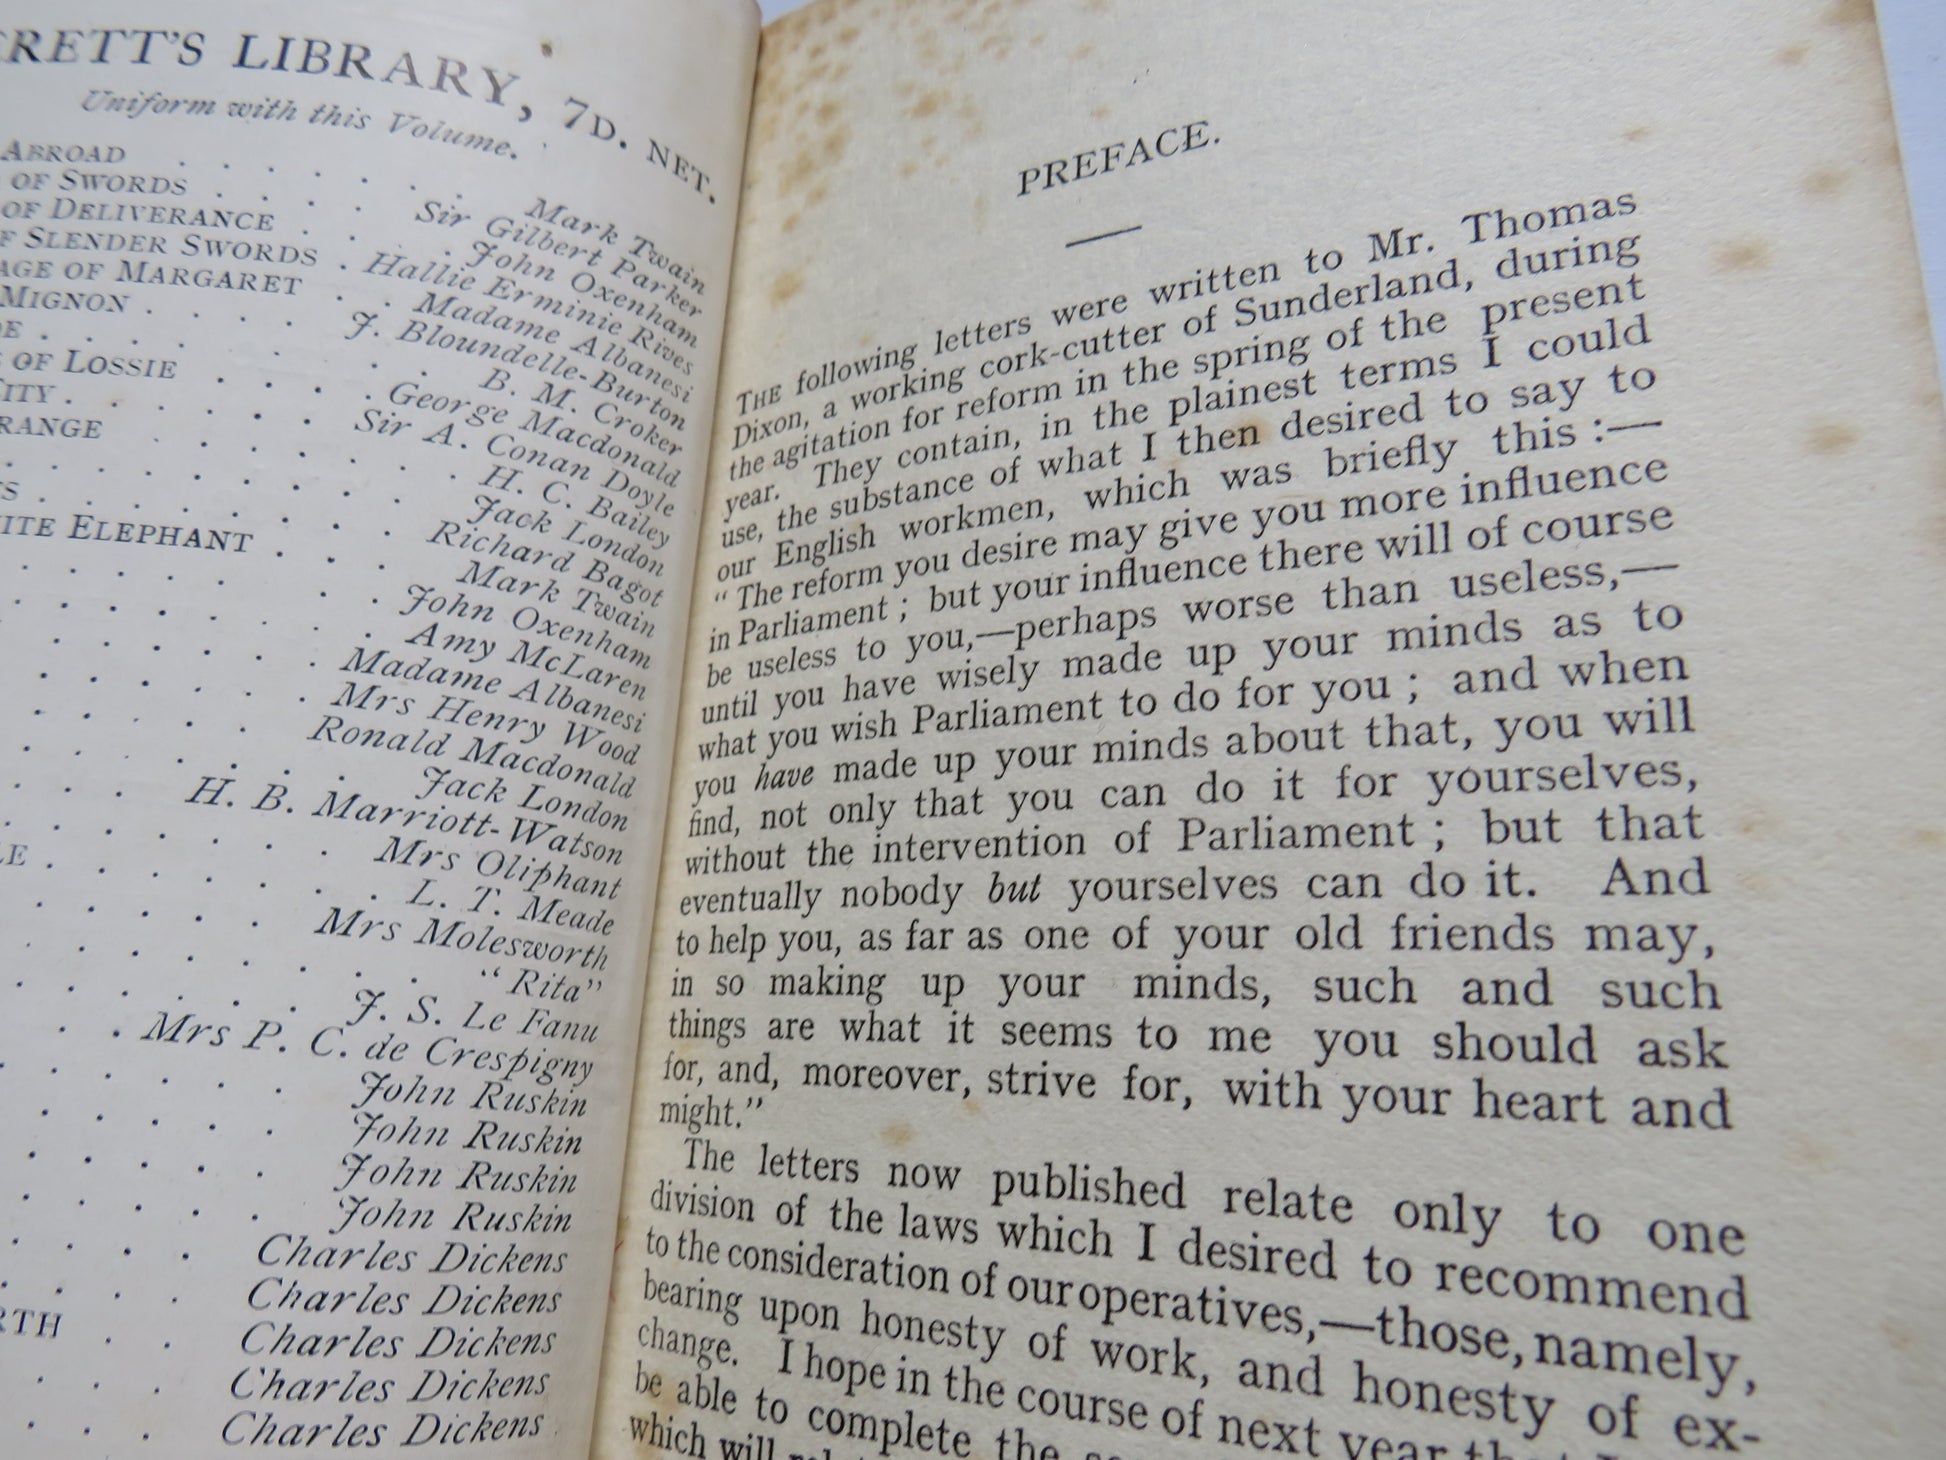 RRETT'S LIBRARY, 7D. NET.
Uniform with this Volume.
ABROAD . . . . . . Mark Twain
OF SWORDS . . . . Sir Gilbert Parker
OF DELIVERANCE . . . . John Oxenham
F SLENDER SWORDS . Hallie Erminie Rives
AGE OF MARGARET . . Madame Albanesi
MIGNON . . . . J. Bloundelle-Burton
B. M. Croker
OF LOSSIE . . . . George Macdonald
CITY . . . . . Sir A. Conan Doyle
RANGE . . . . . H. C. Bailey
Jack London
S . . . . . . Richard Bagot
ITE ELEPHANT . . . . Mark Twain
John Oxenham
Amy McLaren
Madame Albanesi
Mrs Henry Wood
Ronald Macdonald
Jack London
H. B. Marriott-Watson
Mrs Oliphant
LE . . . . . . L. T. Meade
Mrs Molesworth
"Rita"
J. S. Le Fanu
Mrs P. C. de Crespigny
John Ruskin
John Ruskin
John Ruskin
John Ruskin
Charles Dickens
Charles Dickens
RTH . . Charles Dickens
Charles Dickens
Charles Dickens
PREFACE.
THE following letters were written to Mr. Thomas
Dixon, a working cork-cutter of Sunderland, during
the agitation for reform in the spring of the present
year. They contain, in the plainest terms I could
use, the substance of what I then desired to say to
our English workmen, which was briefly this :—
"The reform you desire may give you more influence
in Parliament ; but your influence there will of course
be useless to you,—perhaps worse than useless,—
until you have wisely made up your minds as to
what you wish Parliament to do for you ; and when
you have made up your minds about that, you will
find, not only that you can do it for yourselves,
without the intervention of Parliament ; but that
eventually nobody but yourselves can do it. And
to help you, as far as one of your old friends may,
in so making up your minds, such and such
things are what it seems to me you should ask
for, and, moreover, strive for, with your heart and
might."
The letters now published relate only to one
division of the laws which I desired to recommend
to the consideration of our operatives,—those, namely,
bearing upon honesty of work, and honesty of ex-
change. I hope in the course of next year that I
be able to complete the
which will